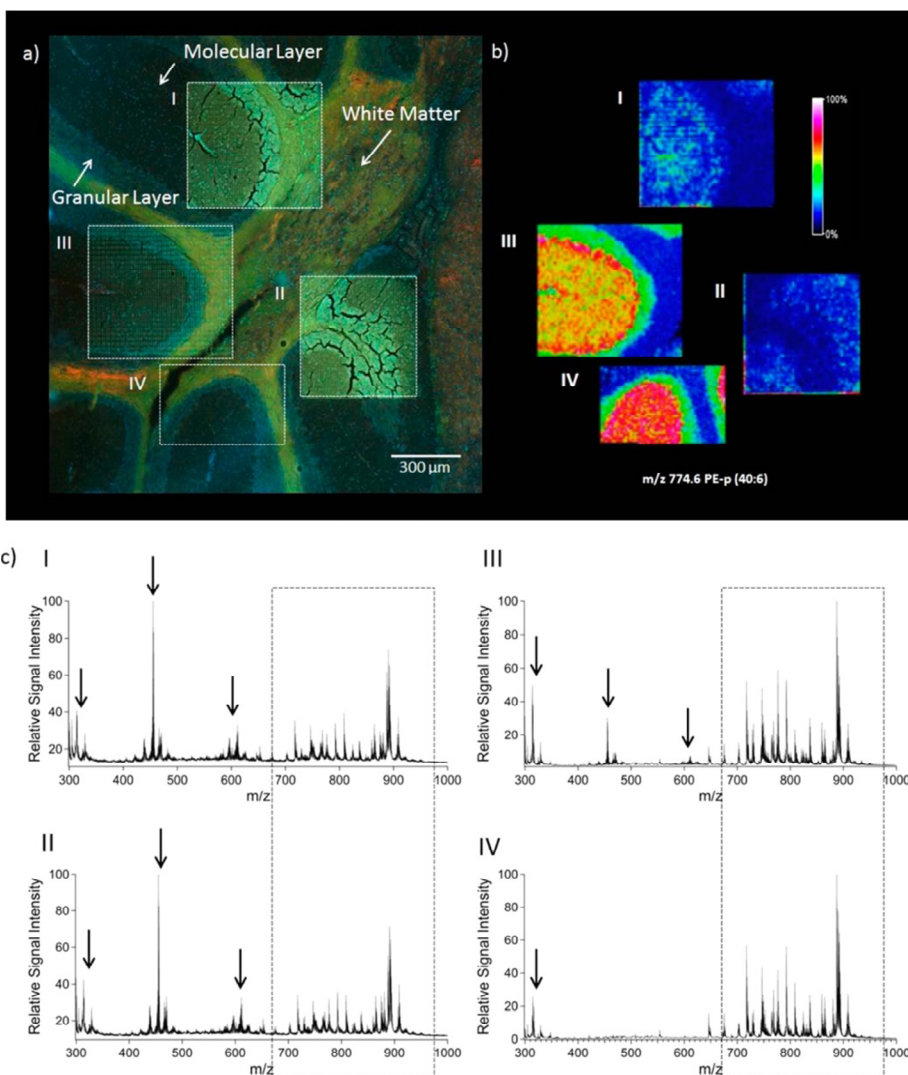 a)
Molecular Layer
I
White Matter
Granular Layer
III
II
IV
300 µm
b)
I
100%
0%
III
II
IV
m/z 774.6 PE-p (40:6)
c)
I
Relative Signal Intensity
100
80
60
40
20
300 400 500 600 700 800 900 1000
m/z
III
Relative Signal Intensity
100
80
60
40
20
300 400 500 600 700 800 900 1000
m/z
II
Relative Signal Intensity
100
80
60
40
20
300 400 500 600 700 800 900 1000
m/z
IV
Relative Signal Intensity
100
80
60
40
20
300 400 500 600 700 800 900 1000
m/z